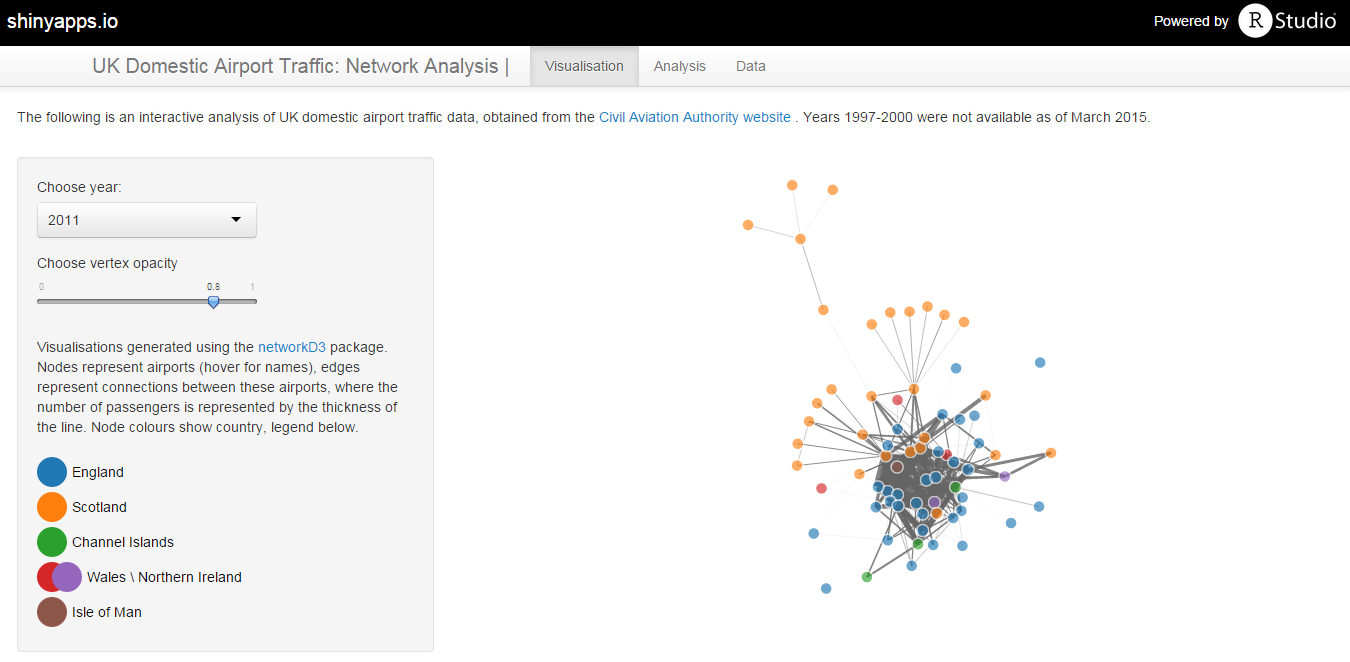 shinyapps.io
Powered by R Studio
UK Domestic Airport Traffic: Network Analysis | Visualisation Analysis Data
The following is an interactive analysis of UK domestic airport traffic data, obtained from the Civil Aviation Authority website . Years 1997-2000 were not available as of March 2015.
Choose year:
2011
Choose vertex opacity
0 0.8 1
Visualisations generated using the networkD3 package.
Nodes represent airports (hover for names), edges
represent connections between these airports, where the
number of passengers is represented by the thickness of
the line. Node colours show country, legend below.
England
Scotland
Channel Islands
Wales \ Northern Ireland
Isle of Man